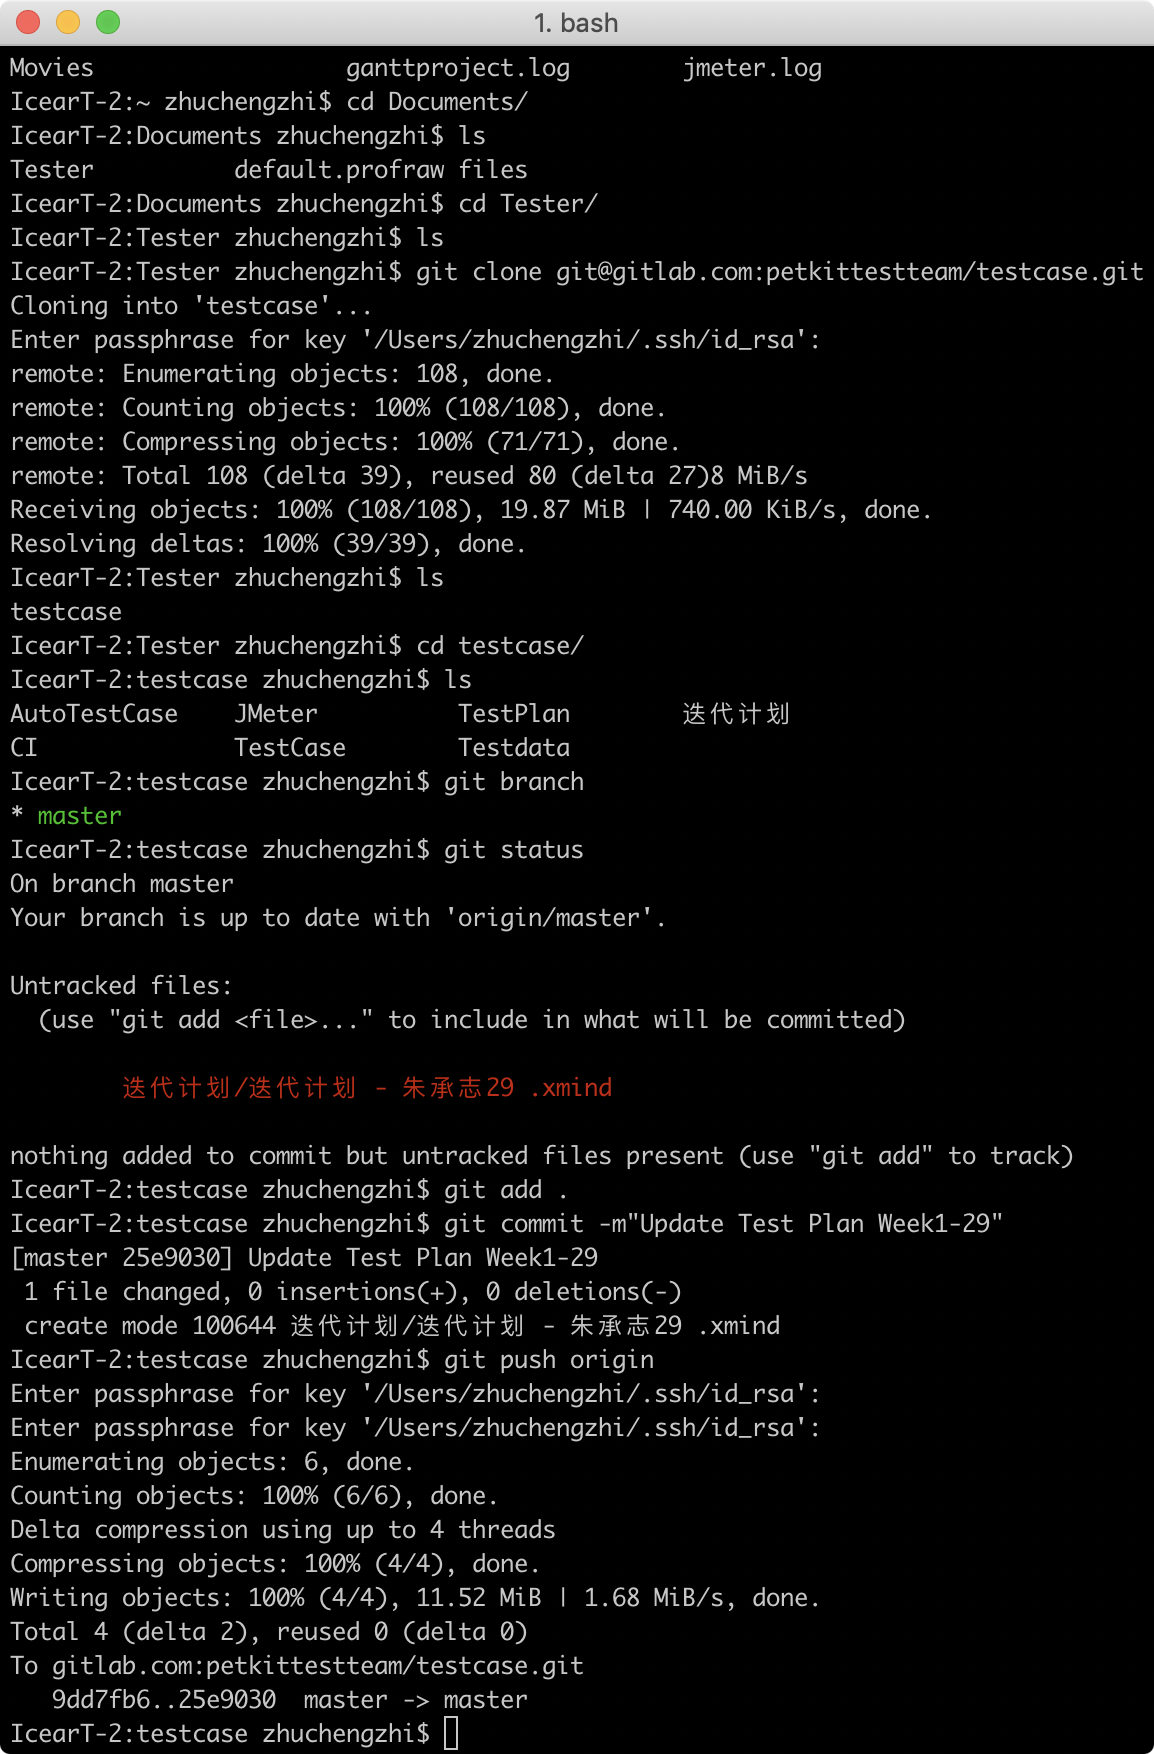 1. bash
Movies                  ganttproject.log        jmeter.log
IcearT-2:~ zhuchengzhi$ cd Documents/
IcearT-2:Documents zhuchengzhi$ ls
Tester          default.profraw files
IcearT-2:Documents zhuchengzhi$ cd Tester/
IcearT-2:Tester zhuchengzhi$ ls
IcearT-2:Tester zhuchengzhi$ git clone git@gitlab.com:petkittestteam/testcase.git
Cloning into 'testcase'...
Enter passphrase for key '/Users/zhuchengzhi/.ssh/id_rsa':
remote: Enumerating objects: 108, done.
remote: Counting objects: 100% (108/108), done.
remote: Compressing objects: 100% (71/71), done.
remote: Total 108 (delta 39), reused 80 (delta 27)8 MiB/s
Receiving objects: 100% (108/108), 19.87 MiB | 740.00 KiB/s, done.
Resolving deltas: 100% (39/39), done.
IcearT-2:Tester zhuchengzhi$ ls
testcase
IcearT-2:Tester zhuchengzhi$ cd testcase/
IcearT-2:testcase zhuchengzhi$ ls
AutoTestCase    JMeter          TestPlan        迭代计划
CI              TestCase        Testdata
IcearT-2:testcase zhuchengzhi$ git branch
* master
IcearT-2:testcase zhuchengzhi$ git status
On branch master
Your branch is up to date with 'origin/master'.
Untracked files:
  (use "git add <file>..." to include in what will be committed)
        迭代计划/迭代计划 - 朱承志29 .xmind
nothing added to commit but untracked files present (use "git add" to track)
IcearT-2:testcase zhuchengzhi$ git add .
IcearT-2:testcase zhuchengzhi$ git commit -m"Update Test Plan Week1-29"
[master 25e9030] Update Test Plan Week1-29
 1 file changed, 0 insertions(+), 0 deletions(-)
 create mode 100644 迭代计划/迭代计划 - 朱承志29 .xmind
IcearT-2:testcase zhuchengzhi$ git push origin
Enter passphrase for key '/Users/zhuchengzhi/.ssh/id_rsa':
Enter passphrase for key '/Users/zhuchengzhi/.ssh/id_rsa':
Enumerating objects: 6, done.
Counting objects: 100% (6/6), done.
Delta compression using up to 4 threads
Compressing objects: 100% (4/4), done.
Writing objects: 100% (4/4), 11.52 MiB | 1.68 MiB/s, done.
Total 4 (delta 2), reused 0 (delta 0)
To gitlab.com:petkittestteam/testcase.git
   9dd7fb6..25e9030  master -> master
IcearT-2:testcase zhuchengzhi$